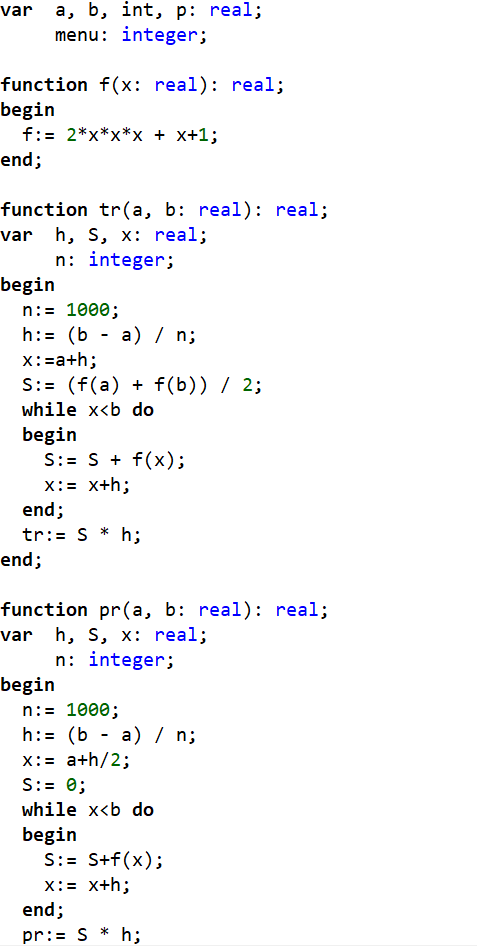 var  a, b, int, p: real;
     menu: integer;

function f(x: real): real;
begin
  f:= 2*x*x*x + x+1;
end;

function tr(a, b: real): real;
var  h, S, x: real;
     n: integer;
begin
  n:= 1000;
  h:= (b - a) / n;
  x:=a+h;
  S:= (f(a) + f(b)) / 2;
  while x<b do
  begin
    S:= S + f(x);
    x:= x+h;
  end;
  tr:= S * h;
end;

function pr(a, b: real): real;
var  h, S, x: real;
     n: integer;
begin
  n:= 1000;
  h:= (b - a) / n;
  x:= a+h/2;
  S:= 0;
  while x<b do
  begin
    S:= S+f(x);
    x:= x+h;
  end;
  pr:= S * h;